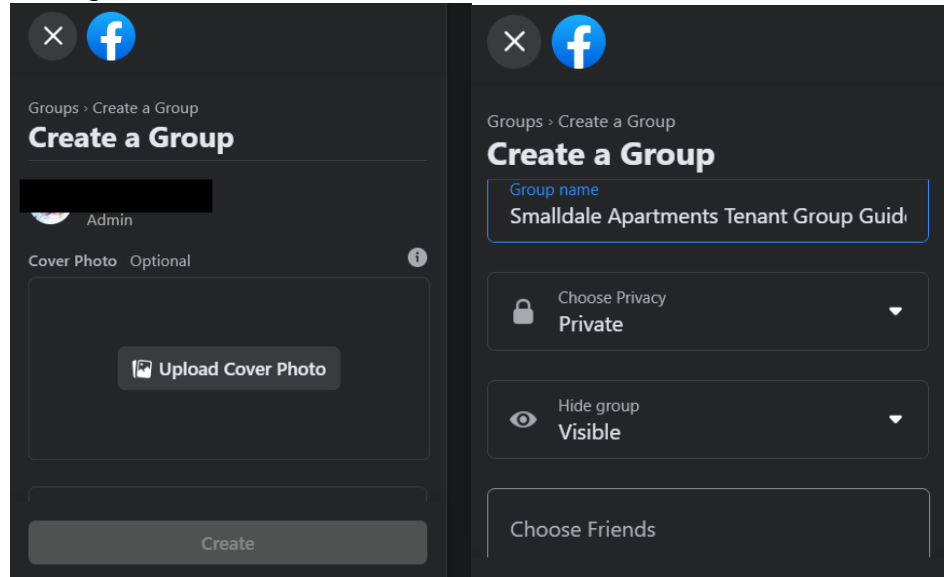 Groups › Create a Group
Create a Group
Admin
Cover Photo Optional
Upload Cover Photo
Create
Groups › Create a Group
Create a Group
Group name
Smalldale Apartments Tenant Group
Choose Privacy
Private
Hide group
Visible
Choose Friends